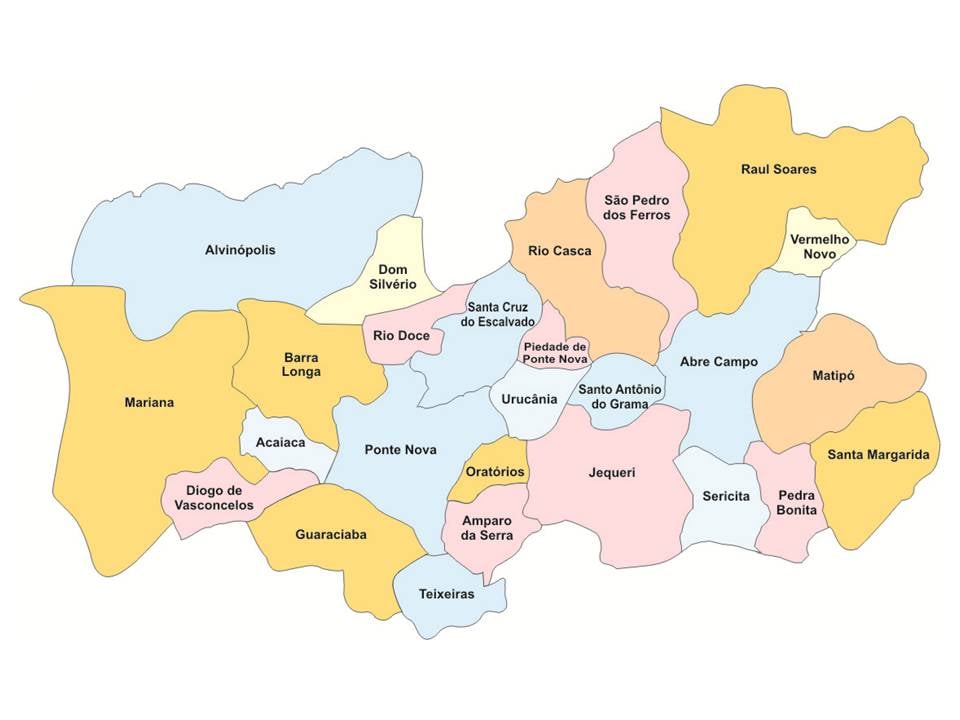 Raul Soares
São Pedro
dos Ferros
Vermelho
Novo
Alvinópolis
Rio Casca
Dom
Silvério
Santa Cruz
do Escalvado
Rio Doce
Piedade de
Ponte Nova
Abre Campo
Barra
Longa
Matipó
Mariana
Urucânia
Santo Antônio
do Grama
Acaiaca
Ponte Nova
Santa Margarida
Oratórios
Jequeri
Diogo de
Vasconcelos
Sericita
Pedra
Bonita
Amparo
da Serra
Guaraciaba
Teixeiras